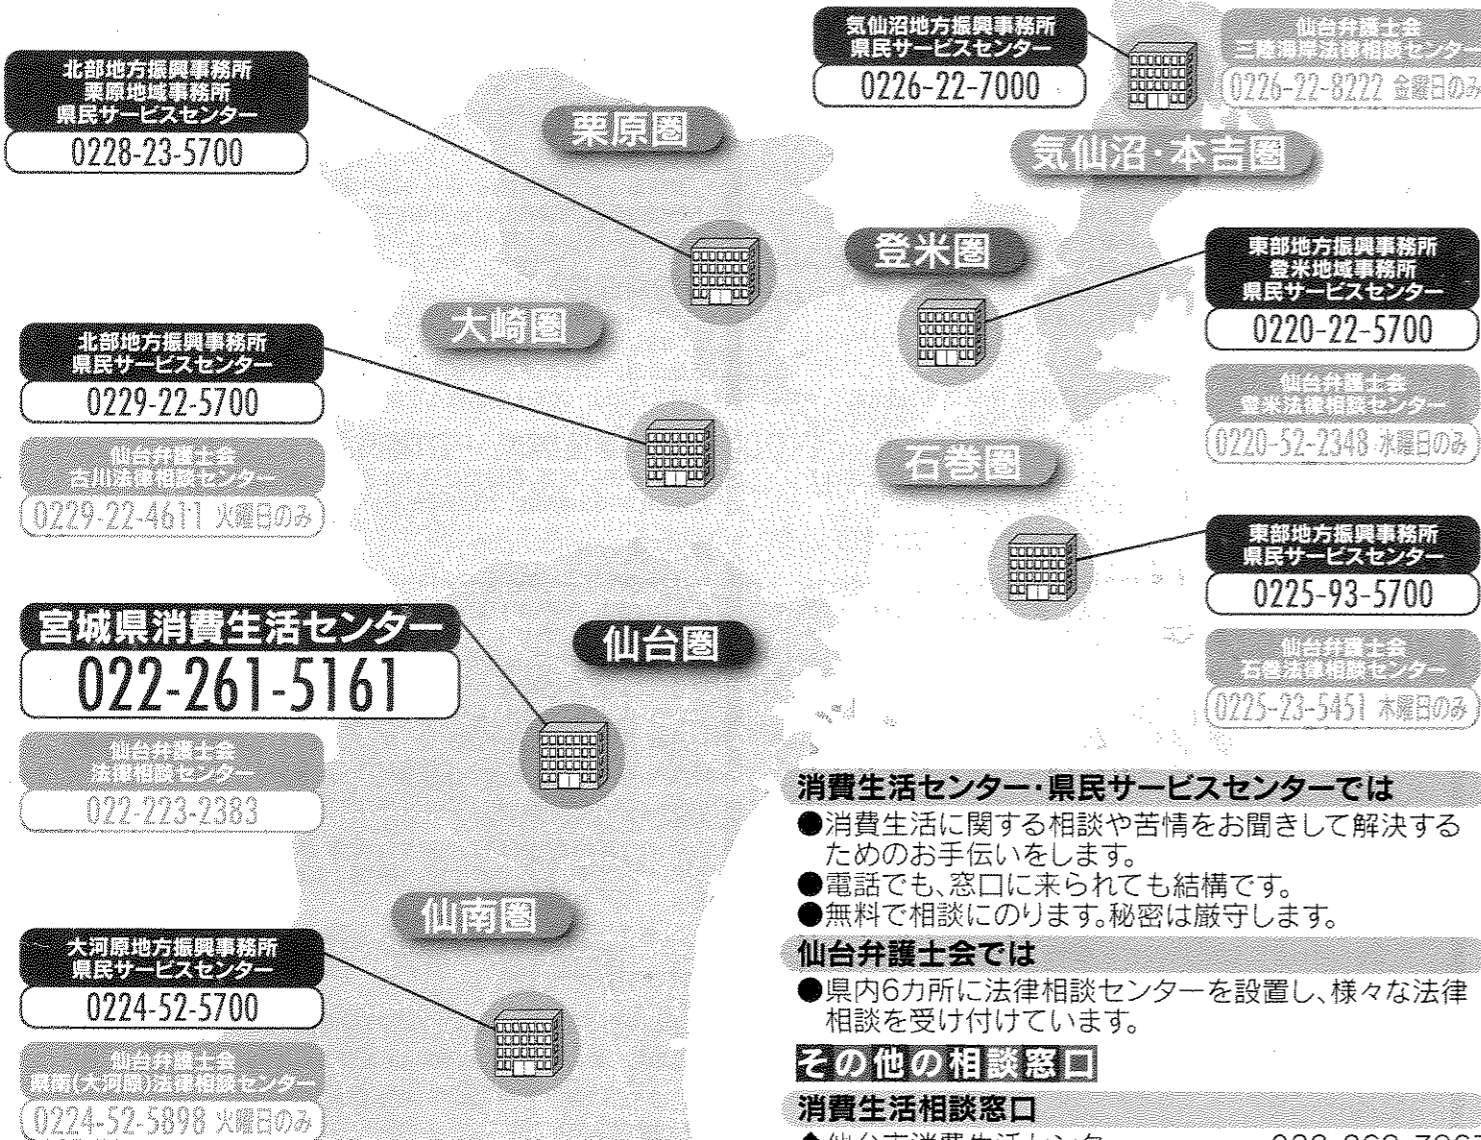 北部地方振興事務所
栗原地域事務所
県民サービスセンター
0228-23-5700
栗原圏
気仙沼地方振興事務所
県民サービスセンター
0226-22-7000
仙台弁護士会
三陸海岸法律相談センター
0226-22-8222 金曜日のみ
気仙沼・本吉圏
登米圏
東部地方振興事務所
登米地域事務所
県民サービスセンター
0220-22-5700
仙台弁護士会
登米法律相談センター
0220-52-2348 水曜日のみ
大崎圏
北部地方振興事務所
県民サービスセンター
0229-22-5700
仙台弁護士会
古川法律相談センター
0229-22-4611 火曜日のみ
石巻圏
東部地方振興事務所
県民サービスセンター
0225-93-5700
仙台弁護士会
石巻法律相談センター
0225-23-5451 木曜日のみ
宮城県消費生活センター
022-261-5161
仙台圏
仙台弁護士会
法律相談センター
022-223-2383
仙南圏
大河原地方振興事務所
県民サービスセンター
0224-52-5700
仙台弁護士会
県南(大河原)法律相談センター
0224-52-5898 火曜日のみ
消費生活センター・県民サービスセンターでは
●消費生活に関する相談や苦情をお聞きして解決する
ためのお手伝いをします。
●電話でも、窓口に来られても結構です。
●無料で相談にのります。秘密は厳守します。
仙台弁護士会では
●県内6カ所に法律相談センターを設置し、様々な法律
相談を受け付けています。
その他の相談窓口
消費生活相談窓口